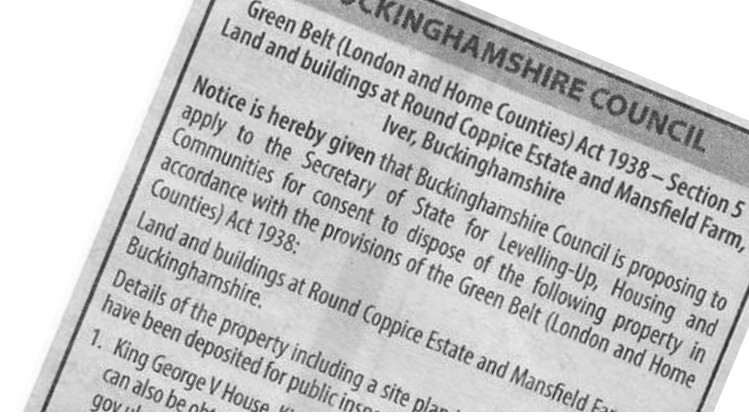 BUCKINGHAMSHIRE COUNCIL
Green Belt (London and Home Counties) Act 1938 – Section 5
Land and buildings at Round Coppice Estate and Mansfield Farm,
Iver, Buckinghamshire
Notice is hereby given that Buckinghamshire Council is proposing to
apply to the Secretary of State for Levelling-Up, Housing and
Communities for consent to dispose of the following property in
accordance with the provisions of the Green Belt (London and Home
Counties) Act 1938:
Land and buildings at Round Coppice Estate and Mansfield
Buckinghamshire.
Details of the property including a site plan
have been deposited for public
1. King George V House,
can also be